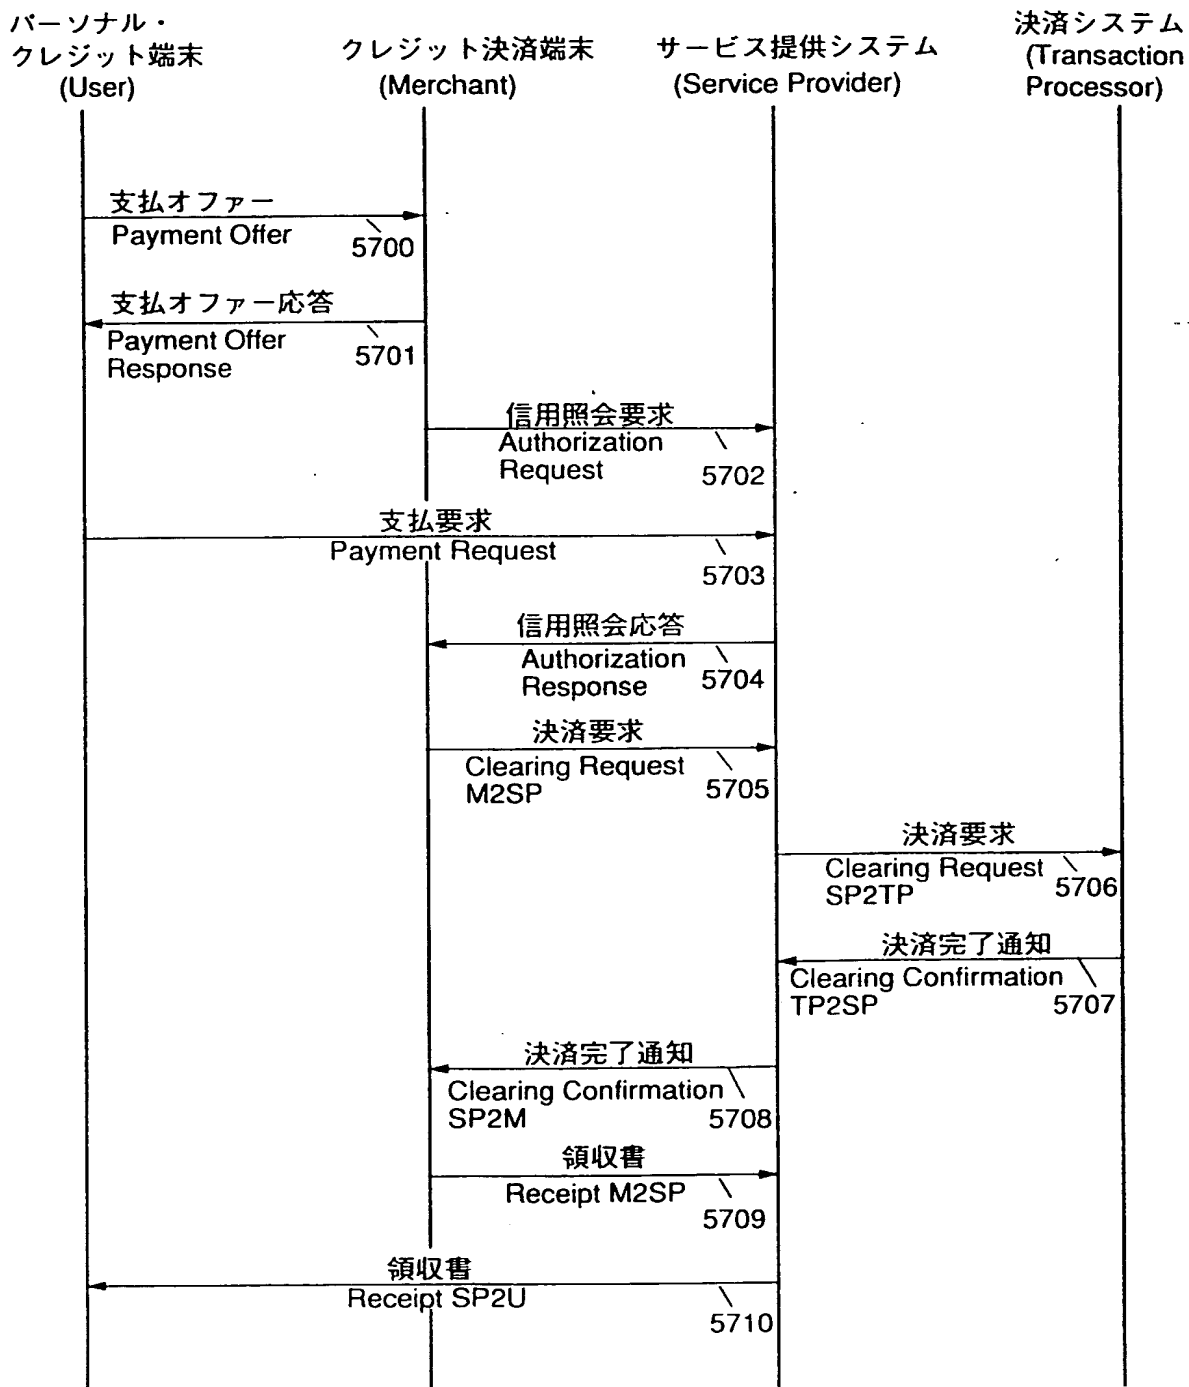 パーソナル・
クレジット端末
(User)
クレジット決済端末
(Merchant)
サービス提供システム
(Service Provider)
決済システム
(Transaction
Processor)
支払オファー
Payment Offer
5700
支払オファー応答
Payment Offer
Response
5701
信用照会要求
Authorization
Request
5702
支払要求
Payment Request
5703
信用照会応答
Authorization
Response
5704
決済要求
Clearing Request
M2SP
5705
決済要求
Clearing Request
SP2TP
5706
決済完了通知
Clearing Confirmation
TP2SP
5707
決済完了通知
Clearing Confirmation
SP2M
5708
領収書
Receipt M2SP
5709
領収書
Receipt SP2U
5710